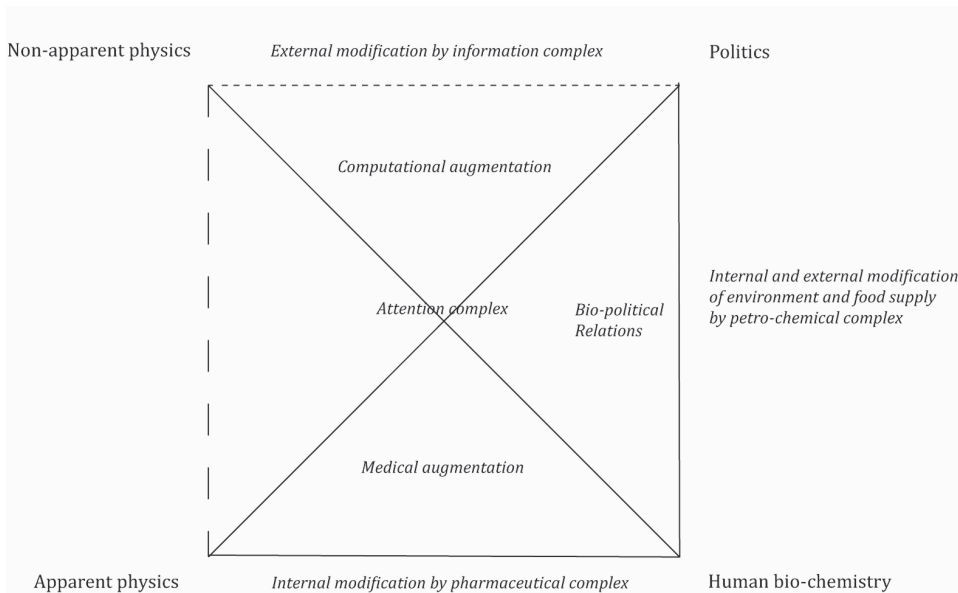 Non-apparent physics
External modification by information complex
Politics
Computational augmentation
Internal and external modification
of environment and food supply
by petro-chemical complex
Attention complex
Bio-political
Relations
Medical augmentation
Apparent physics
Internal modification by pharmaceutical complex
Human bio-chemistry